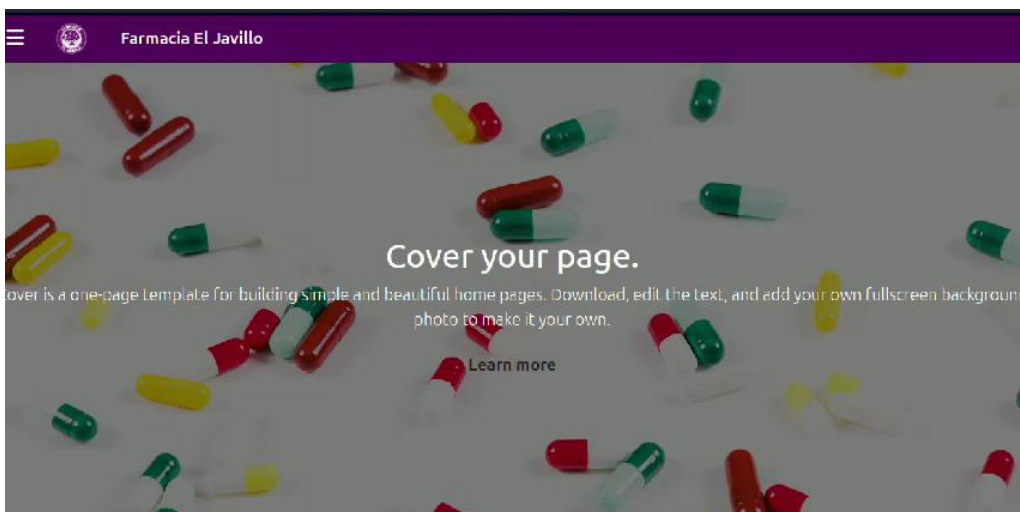 Farmacia El Javillo
Cover your page.
over is a one-page template for building simple and beautiful home pages. Download, edit the text, and add your own fullscreen
photo to make it your own.
Learn more